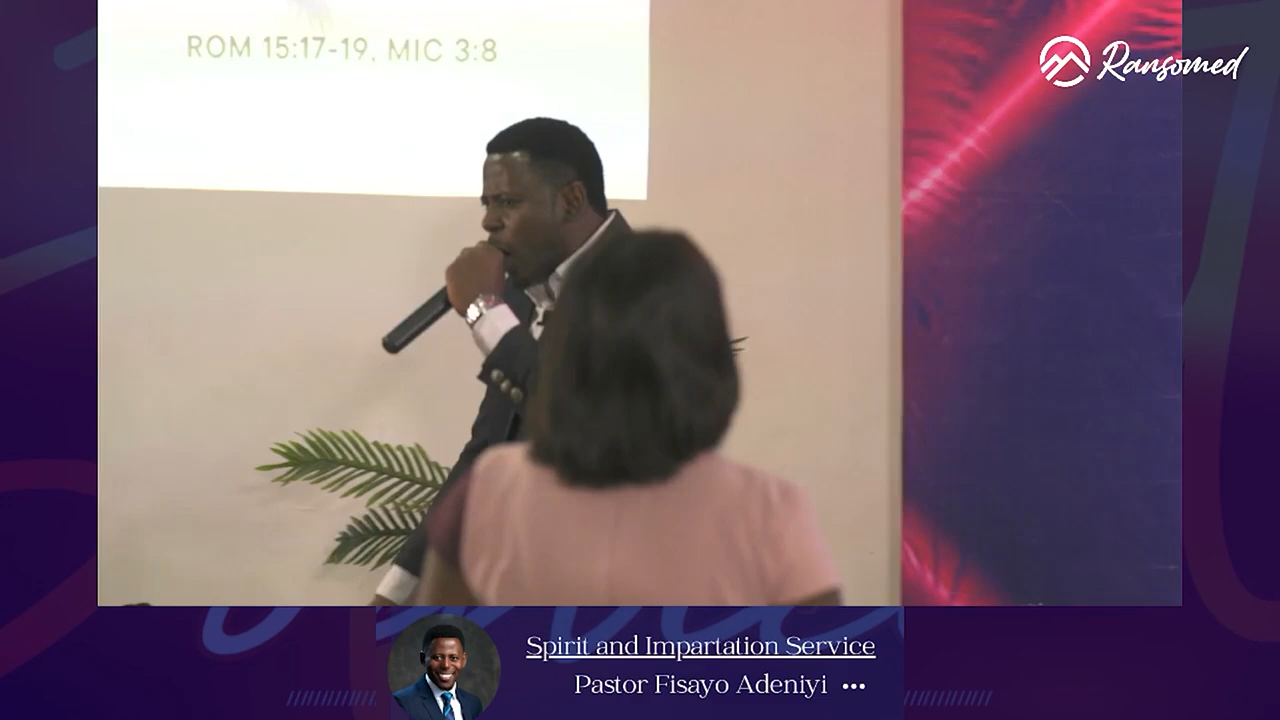 ROM 15:17-19, MIC 3:8
Ransomed
Spirit and Impartation Service
Pastor Fisayo Adeniyi •••